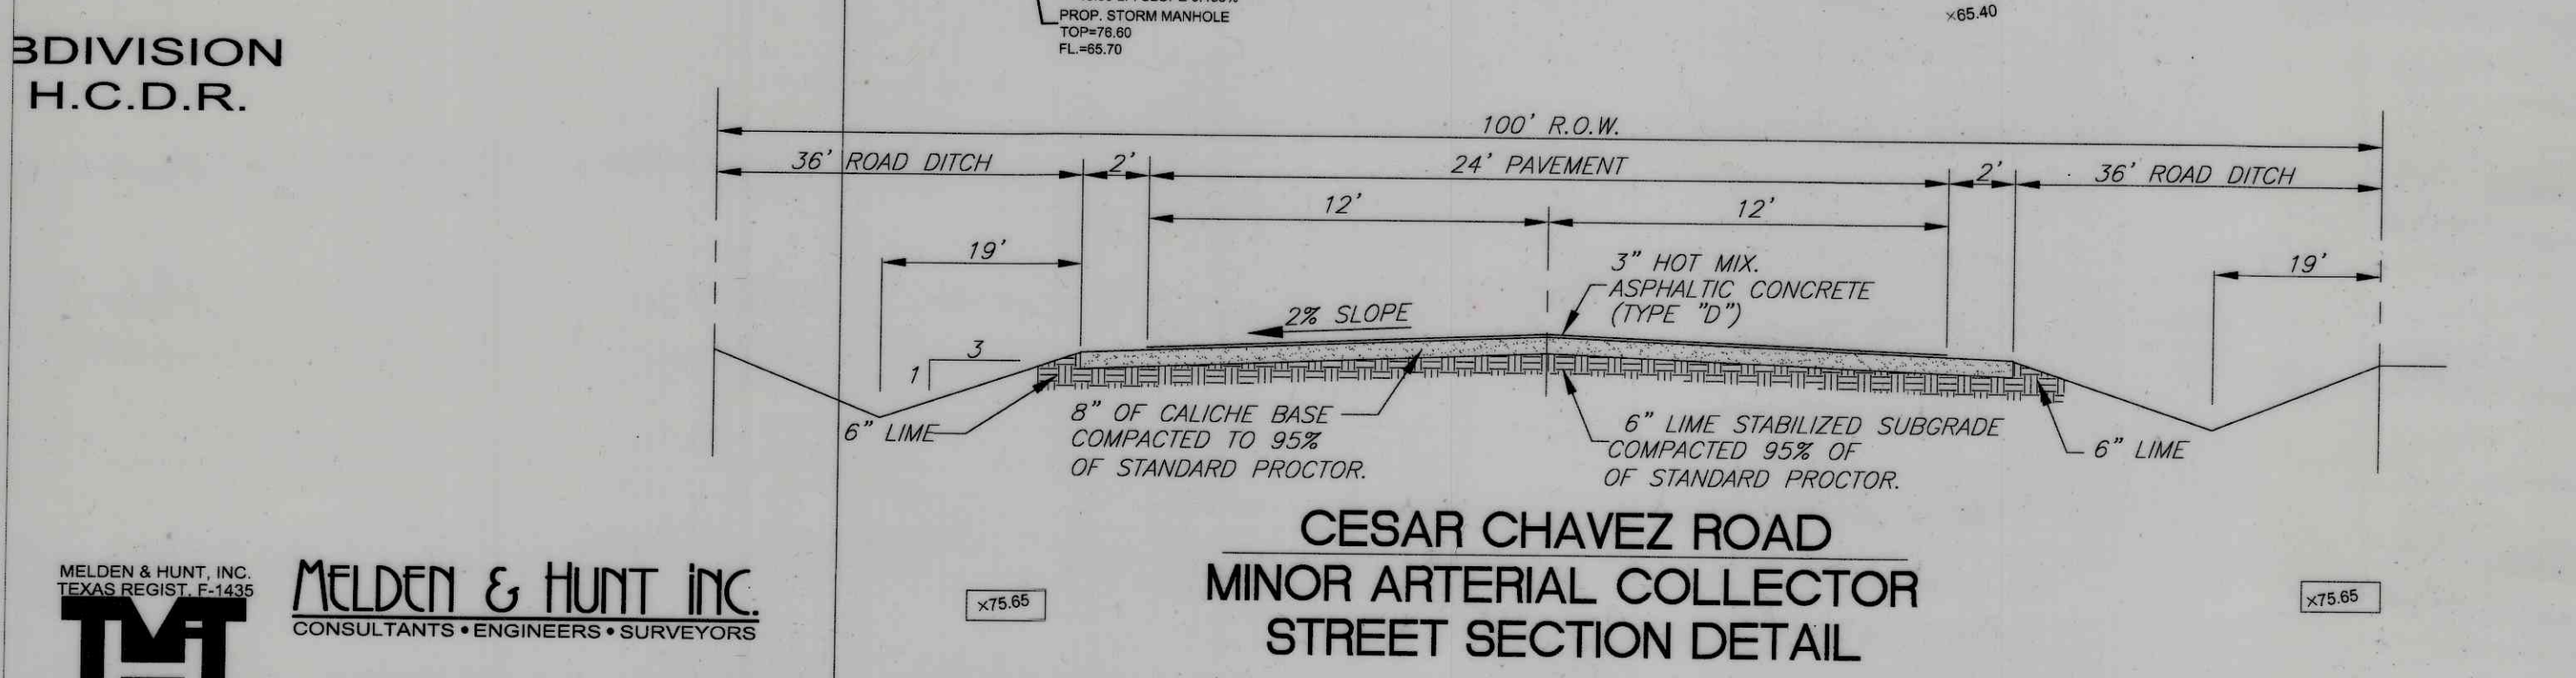 BDIVISION
H.C.D.R.
PROP. STORM MANHOLE
TOP=76.60
FL.=65.70
×65.40
100' R.O.W.
36' ROAD DITCH
2'
24' PAVEMENT
2'
36' ROAD DITCH
12'
12'
19'
19'
3" HOT MIX.
ASPHALTIC CONCRETE
(TYPE "D")
2% SLOPE
3
1
6" LIME
8" OF CALICHE BASE
COMPACTED TO 95%
OF STANDARD PROCTOR.
6" LIME STABILIZED SUBGRADE
COMPACTED 95% OF
OF STANDARD PROCTOR.
6" LIME
CESAR CHAVEZ ROAD
MINOR ARTERIAL COLLECTOR
STREET SECTION DETAIL
×75.65
×75.65
MELDEN & HUNT, INC.
TEXAS REGIST. F-1435
MELDEN & HUNT INC.
CONSULTANTS • ENGINEERS • SURVEYORS